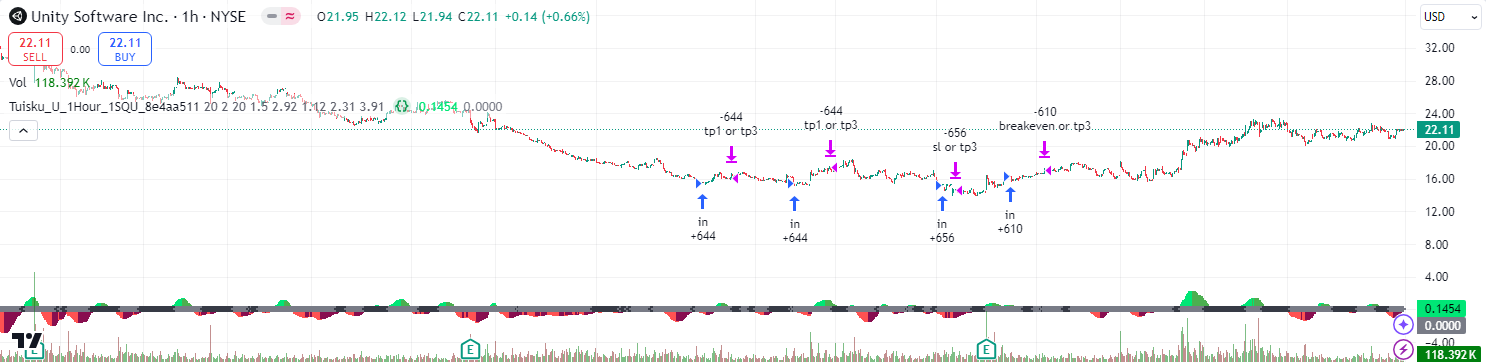 Unity Software Inc. · 1h · NYSE
O21.95 H22.12 L21.94 C22.11 +0.14 (+0.66%)
USD
22.11
SELL
0.00
22.11
BUY
Vol 118.392 K
Tuisku_U_1Hour_1SQU_8e4aa511 20 2 20 1.5 2.92 1.12 2.31 3.91 {} 0.1454 0.0000
-644
tp1 or tp3
-644
tp1 or tp3
-656
sl or tp3
-610
breakeven or tp3
in
+644
in
+644
in
+656
in
+610
32.00
28.00
24.00
22.11
20.00
16.00
12.00
8.00
4.00
0.1454
0.0000
-4.00
118.392 K
E
E
E